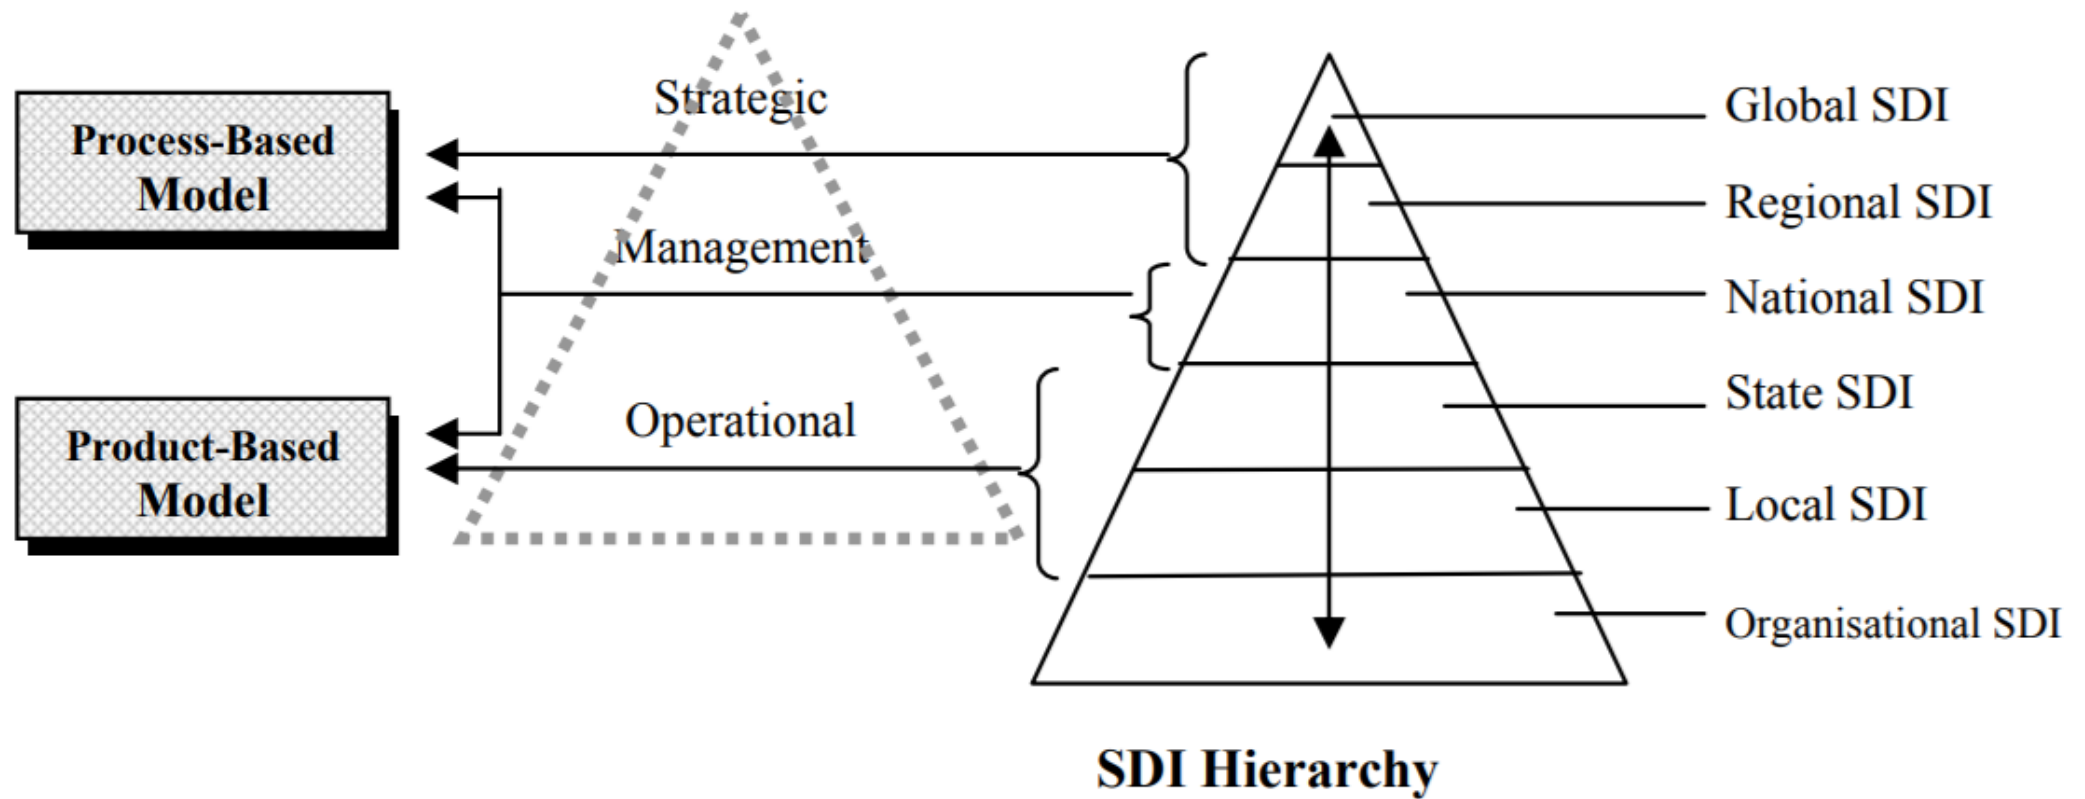 Process-Based
Model
Product-Based
Model
Strategic
Management
Operational
Global SDI
Regional SDI
National SDI
State SDI
Local SDI
Organisational SDI
SDI Hierarchy